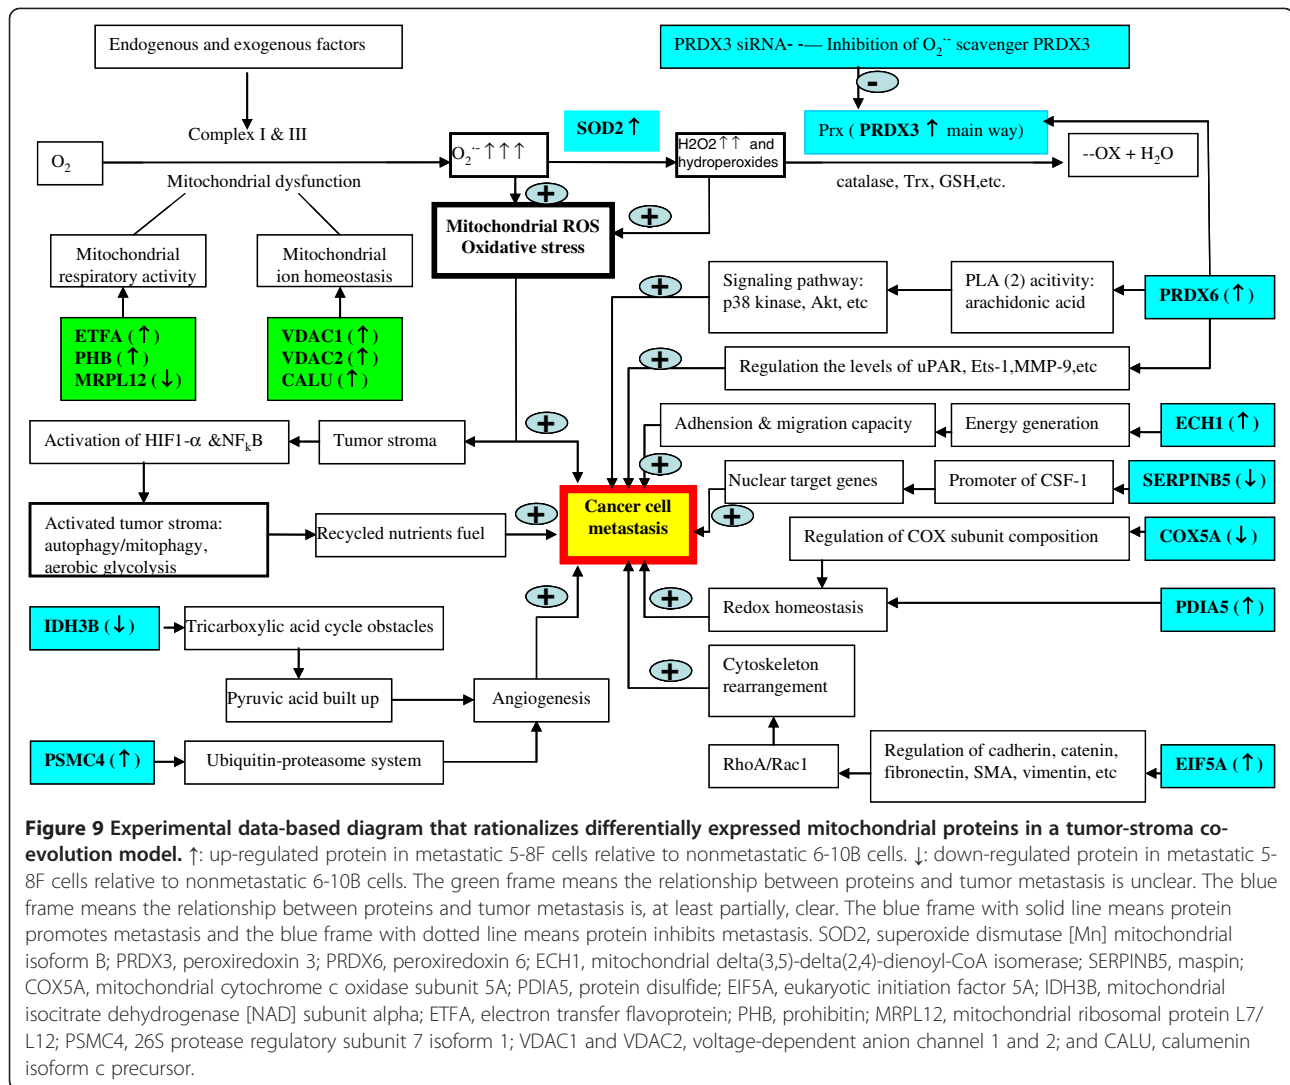 Endogenous and exogenous factors
PRDX3 siRNA- -— Inhibition of O₂·⁻ scavenger PRDX3
-
Complex I & III
SOD2 ↑
Prx ( PRDX3 ↑ main way)
O₂
O₂·⁻ ↑↑↑
H2O2 ↑↑ and
hydroperoxides
--OX + H₂O
Mitochondrial dysfunction
catalase, Trx, GSH,etc.
+
+
Mitochondrial ROS
Oxidative stress
Mitochondrial
respiratory activity
Mitochondrial
ion homeostasis
+
Signaling pathway:
p38 kinase, Akt, etc
PLA (2) acitivity:
arachidonic acid
PRDX6 (↑)
ETFA (↑)
PHB (↑)
MRPL12 (↓)
VDAC1 (↑)
VDAC2 (↑)
CALU (↑)
+
Regulation the levels of uPAR, Ets-1,MMP-9,etc
Activation of HIF1-α &NFₖB
Tumor stroma
+
Adhension & migration capacity
Energy generation
ECH1 (↑)
+
Nuclear target genes
Promoter of CSF-1
SERPINB5 (↓)
Cancer cell
metastasis
+
+
Activated tumor stroma:
autophagy/mitophagy,
aerobic glycolysis
Recycled nutrients fuel
Regulation of COX subunit composition
COX5A (↓)
+
+
Redox homeostasis
PDIA5 (↑)
IDH3B (↓)
Tricarboxylic acid cycle obstacles
+
Cytoskeleton
rearrangement
Pyruvic acid built up
Angiogenesis
PSMC4 (↑)
Ubiquitin-proteasome system
RhoA/Rac1
Regulation of cadherin, catenin,
fibronectin, SMA, vimentin, etc
EIF5A (↑)
Figure 9 Experimental data-based diagram that rationalizes differentially expressed mitochondrial proteins in a tumor-stroma co-
evolution model. ↑: up-regulated protein in metastatic 5-8F cells relative to nonmetastatic 6-10B cells. ↓: down-regulated protein in metastatic 5-
8F cells relative to nonmetastatic 6-10B cells. The green frame means the relationship between proteins and tumor metastasis is unclear. The blue
frame means the relationship between proteins and tumor metastasis is, at least partially, clear. The blue frame with solid line means protein
promotes metastasis and the blue frame with dotted line means protein inhibits metastasis. SOD2, superoxide dismutase [Mn] mitochondrial
isoform B; PRDX3, peroxiredoxin 3; PRDX6, peroxiredoxin 6; ECH1, mitochondrial delta(3,5)-delta(2,4)-dienoyl-CoA isomerase; SERPINB5, maspin;
COX5A, mitochondrial cytochrome c oxidase subunit 5A; PDIA5, protein disulfide; EIF5A, eukaryotic initiation factor 5A; IDH3B, mitochondrial
isocitrate dehydrogenase [NAD] subunit alpha; ETFA, electron transfer flavoprotein; PHB, prohibitin; MRPL12, mitochondrial ribosomal protein L7/
L12; PSMC4, 26S protease regulatory subunit 7 isoform 1; VDAC1 and VDAC2, voltage-dependent anion channel 1 and 2; and CALU, calumenin
isoform c precursor.